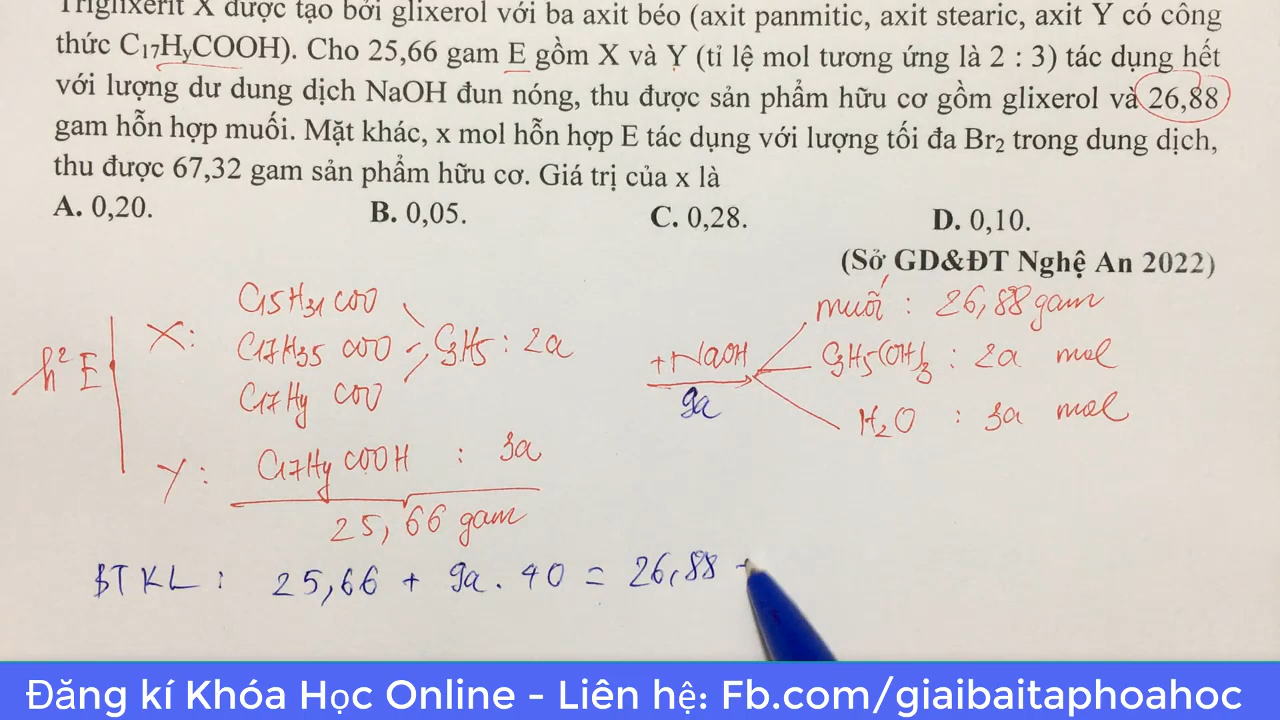 Triglixerit X được tạo bởi glixerol với ba axit béo (axit panmitic, axit stearic, axit Y có công
thức C₁₇HyCOOH). Cho 25,66 gam E gồm X và Y (tỉ lệ mol tương ứng là 2 : 3) tác dụng hết
với lượng dư dung dịch NaOH đun nóng, thu được sản phẩm hữu cơ gồm glixerol và 26,88
gam hỗn hợp muối. Mặt khác, x mol hỗn hợp E tác dụng với lượng tối đa Br₂ trong dung dịch,
thu được 67,32 gam sản phẩm hữu cơ. Giá trị của x là
A. 0,20. B. 0,05. C. 0,28. D. 0,10.
(Sở GD&ĐT Nghệ An 2022)
h² E
X: C15H31 COO
C17H35 COO C3H5 : 2a
C17Hy COO
Y: C17Hy COOH : 3a
25,66 gam
+NaOH
9a
muối : 26,88 gam
C3H5(OH)3 : 2a mol
H2O : 3a mol
BTKL : 25,66 + 9a . 40 = 26,88
Đăng kí Khóa Học Online - Liên hệ: Fb.com/giaibaitaphoahoc